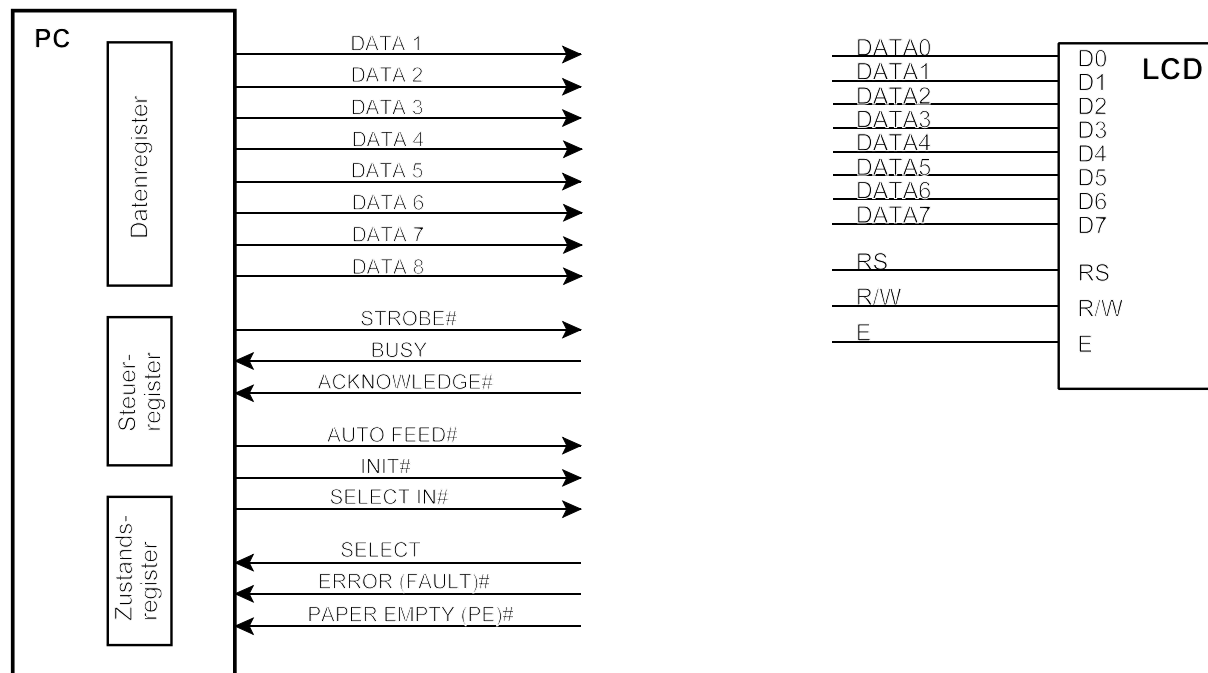 PC
Datenregister
Steuer-
register
Zustands-
register
DATA 1
DATA 2
DATA 3
DATA 4
DATA 5
DATA 6
DATA 7
DATA 8
STROBE#
BUSY
ACKNOWLEDGE#
AUTO FEED#
INIT#
SELECT IN#
SELECT
ERROR (FAULT)#
PAPER EMPTY (PE)#
DATA0
DATA1
DATA2
DATA3
DATA4
DATA5
DATA6
DATA7
RS
R/W
E
LCD
D0
D1
D2
D3
D4
D5
D6
D7
RS
R/W
E